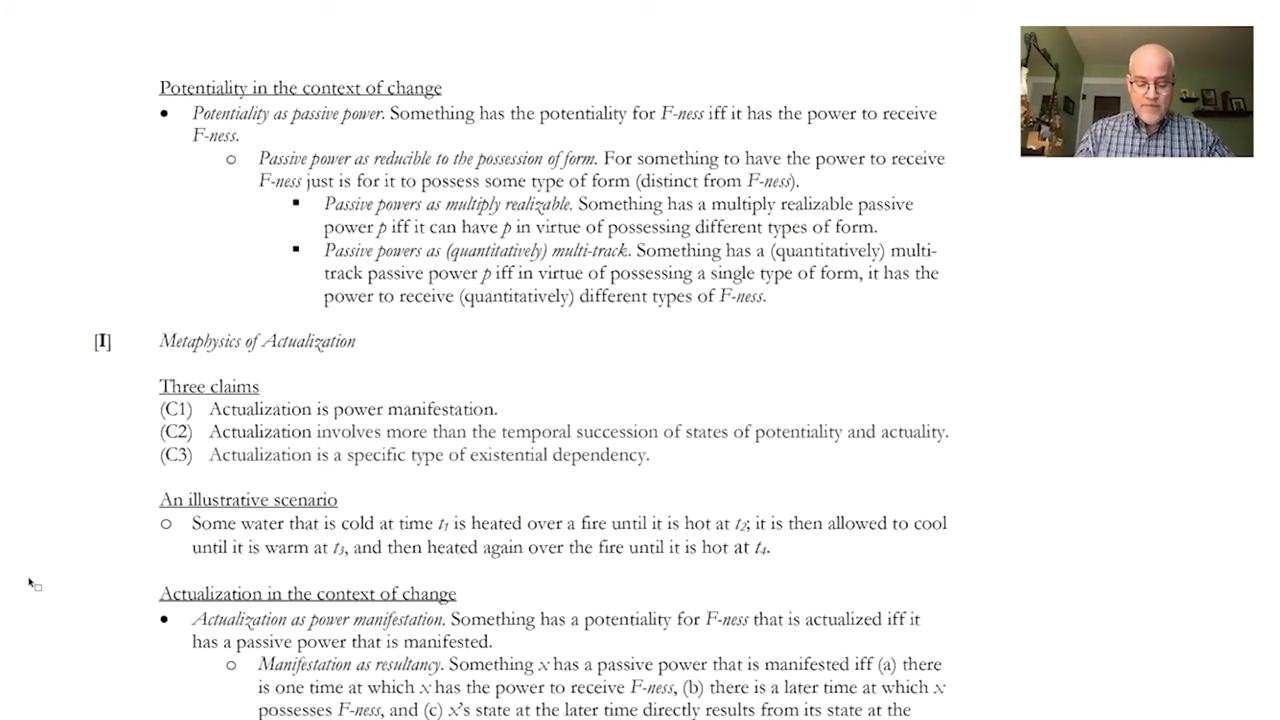 Potentiality in the context of change
• Potentiality as passive power. Something has the potentiality for F-ness iff it has the power to receive
F-ness.
o Passive power as reducible to the possession of form. For something to have the power to receive
F-ness just is for it to possess some type of form (distinct from F-ness).
▪ Passive powers as multiply realizable. Something has a multiply realizable passive
power p iff it can have p in virtue of possessing different types of form.
▪ Passive powers as (quantitatively) multi-track. Something has a (quantitatively) multi-
track passive power p iff in virtue of possessing a single type of form, it has the
power to receive (quantitatively) different types of F-ness.
[I] Metaphysics of Actualization
Three claims
(C1) Actualization is power manifestation.
(C2) Actualization involves more than the temporal succession of states of potentiality and actuality.
(C3) Actualization is a specific type of existential dependency.
An illustrative scenario
o Some water that is cold at time t1 is heated over a fire until it is hot at t2; it is then allowed to cool
until it is warm at t3, and then heated again over the fire until it is hot at t4.
Actualization in the context of change
• Actualization as power manifestation. Something has a potentiality for F-ness that is actualized iff it
has a passive power that is manifested.
o Manifestation as resultancy. Something x has a passive power that is manifested iff (a) there
is one time at which x has the power to receive F-ness, (b) there is a later time at which x
possesses F-ness, and (c) x's state at the later time directly results from its state at the